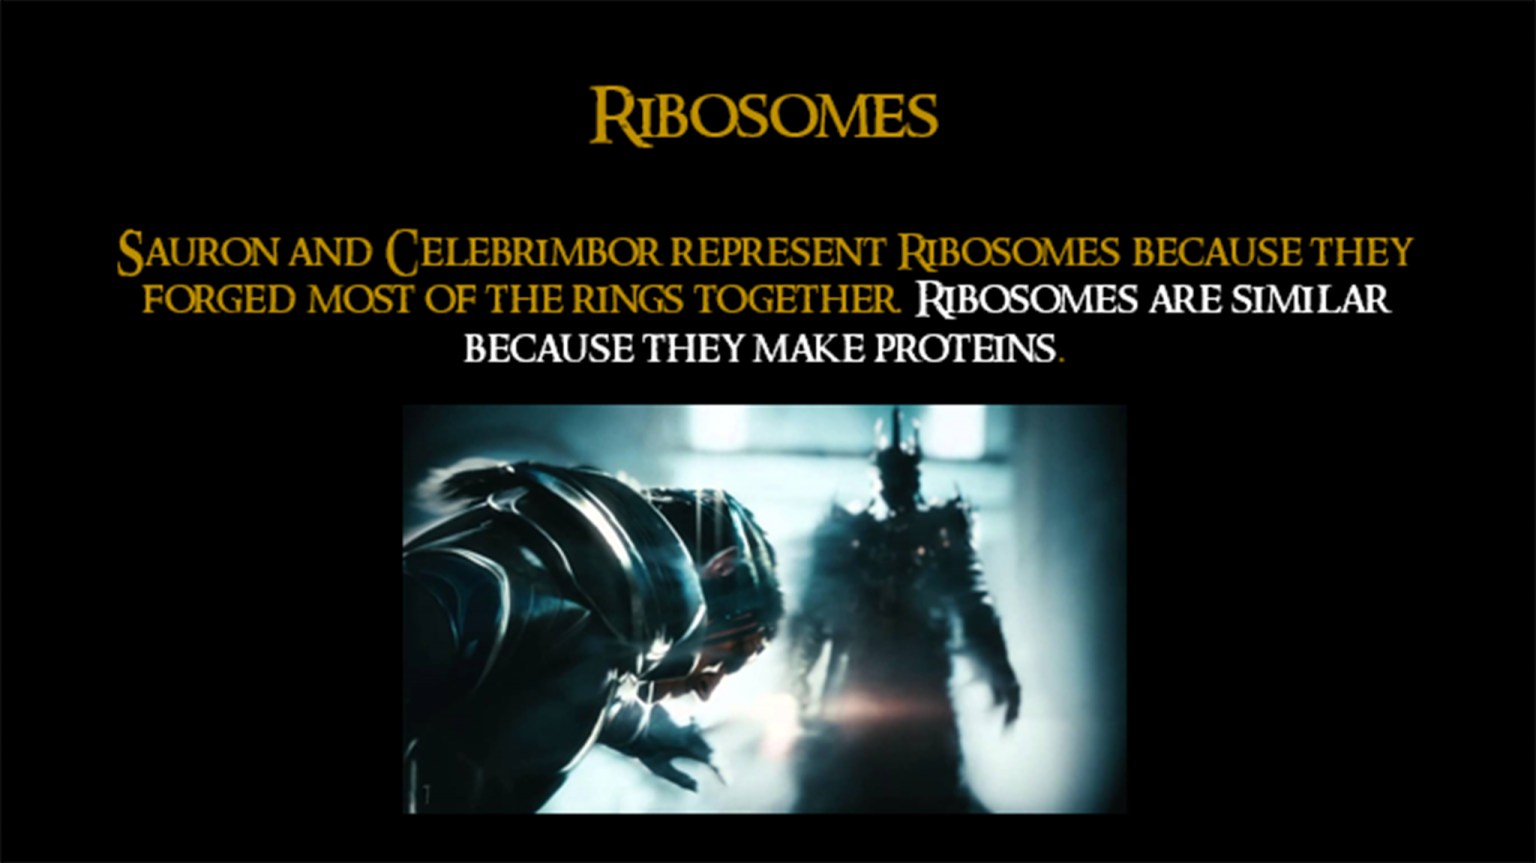 Ribosomes
Sauron and Celebrimbor represent Ribosomes because they
forged most of the rings together. Ribosomes are similar
because they make proteins.